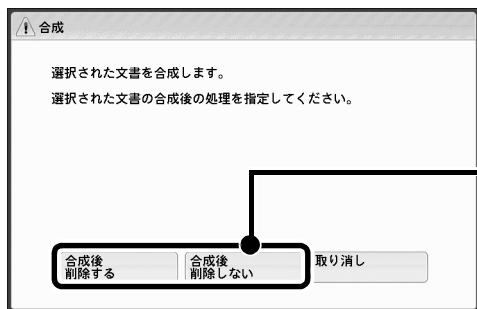 合成
選択された文書を合成します。
選択された文書の合成後の処理を指定してください。
合成後
削除する
合成後
削除しない
取り消し